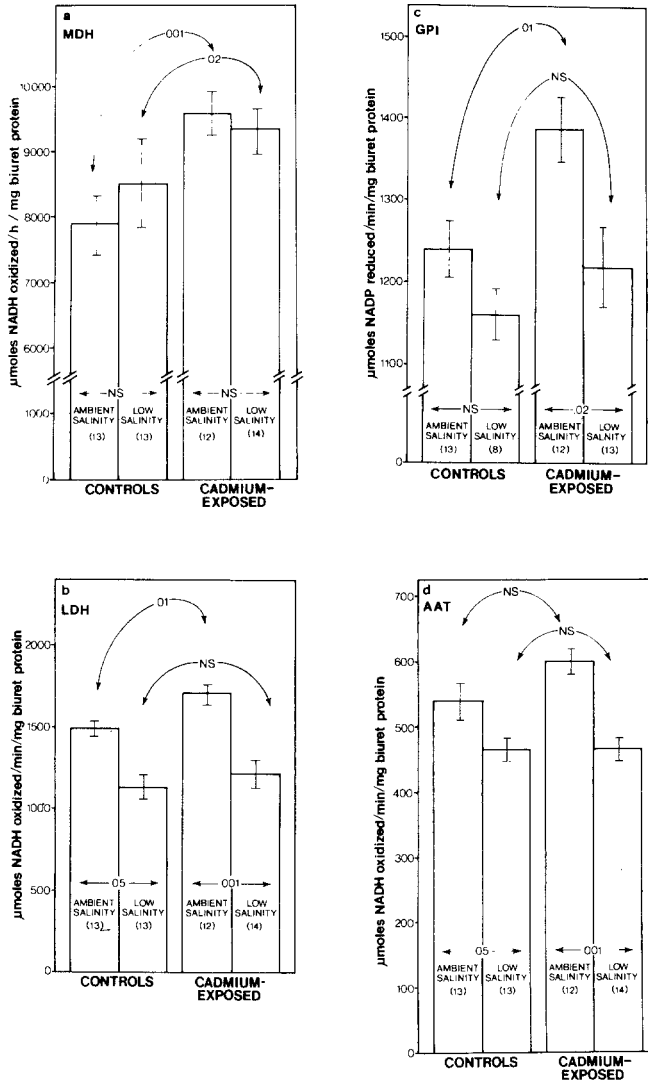 a
MDH
001
02
10000
9000
8000
7000
6000
1000
0
µmoles NADH oxidized/h / mg biuret protein
NS
NS
AMBIENT SALINITY (13)
LOW SALINITY (13)
AMBIENT SALINITY (12)
LOW SALINITY (14)
CONTROLS
CADMIUM-
EXPOSED
c
GPI
01
NS
1500
1400
1300
1200
1100
0
µmoles NADP reduced/min/mg biuret protein
NS
.02
AMBIENT SALINITY (13)
LOW SALINITY (8)
AMBIENT SALINITY (12)
LOW SALINITY (13)
CONTROLS
CADMIUM-
EXPOSED
b
LDH
01
NS
2000
1500
1000
500
0
µmoles NADH oxidized/min/mg biuret protein
05
001
AMBIENT SALINITY (13)
LOW SALINITY (13)
AMBIENT SALINITY (12)
LOW SALINITY (14)
CONTROLS
CADMIUM-
EXPOSED
d
AAT
NS
NS
700
600
500
400
300
200
100
0
µmoles NADH oxidized/min/mg biuret protein
05
001
AMBIENT SALINITY (13)
LOW SALINITY (13)
AMBIENT SALINITY (12)
LOW SALINITY (14)
CONTROLS
CADMIUM-
EXPOSED